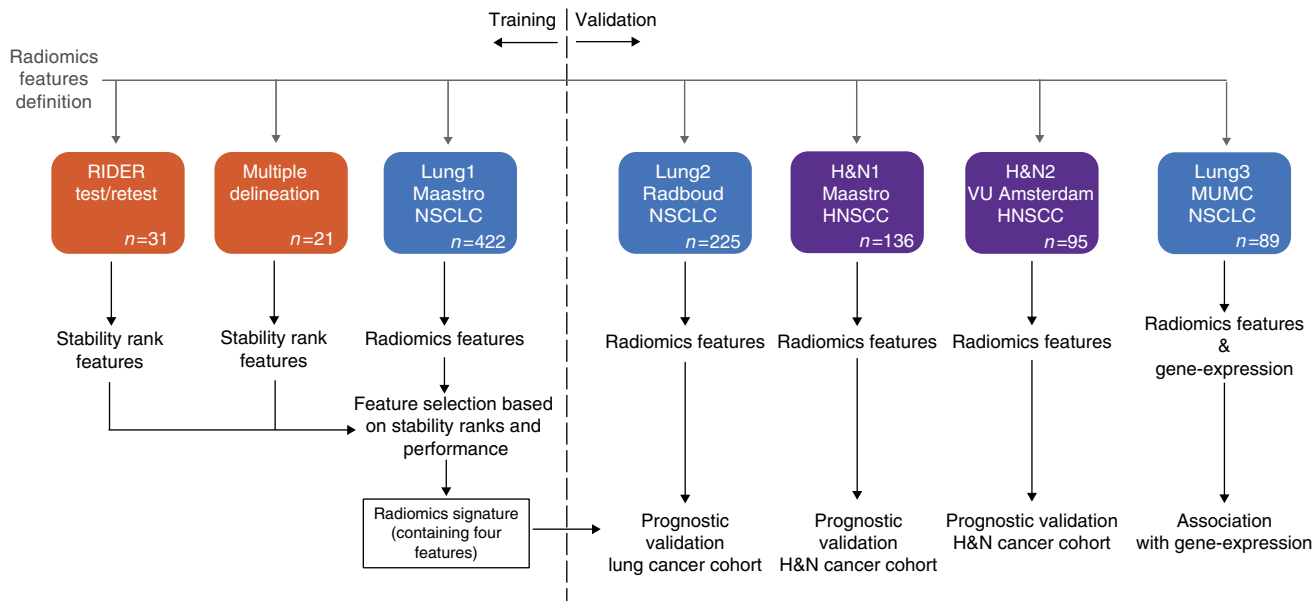 Training
Validation
Radiomics
features
definition
RIDER
test/retest
n=31
Multiple
delineation
n=21
Lung1
Maastro
NSCLC
n=422
Lung2
Radboud
NSCLC
n=225
H&N1
Maastro
HNSCC
n=136
H&N2
VU Amsterdam
HNSCC
n=95
Lung3
MUMC
NSCLC
n=89
Stability rank
features
Stability rank
features
Radiomics features
Radiomics features
Radiomics features
Radiomics features
Radiomics features
&
gene-expression
Feature selection based
on stability ranks and
performance
Radiomics signature
(containing four
features)
Prognostic
validation
lung cancer cohort
Prognostic
validation
H&N cancer cohort
Prognostic validation
H&N cancer cohort
Association
with gene-expression